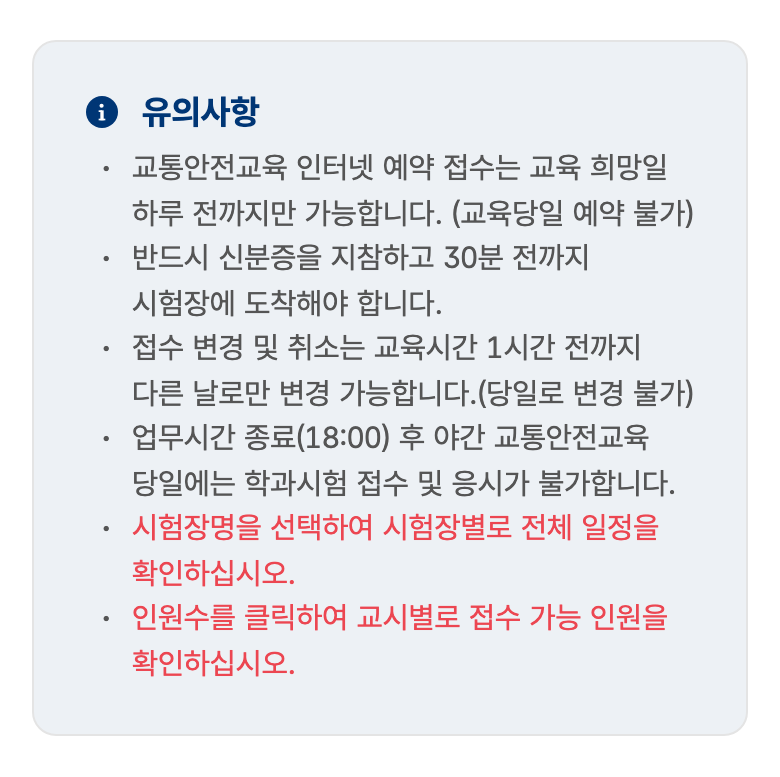 유의사항
· 교통안전교육 인터넷 예약 접수는 교육 희망일
하루 전까지만 가능합니다. (교육당일 예약 불가)
· 반드시 신분증을 지참하고 30분 전까지
시험장에 도착해야 합니다.
· 접수 변경 및 취소는 교육시간 1시간 전까지
다른 날로만 변경 가능합니다.(당일로 변경 불가)
· 업무시간 종료(18:00) 후 야간 교통안전교육
당일에는 학과시험 접수 및 응시가 불가합니다.
· 시험장명을 선택하여 시험장별로 전체 일정을
확인하십시오.
· 인원수를 클릭하여 교시별로 접수 가능 인원을
확인하십시오.